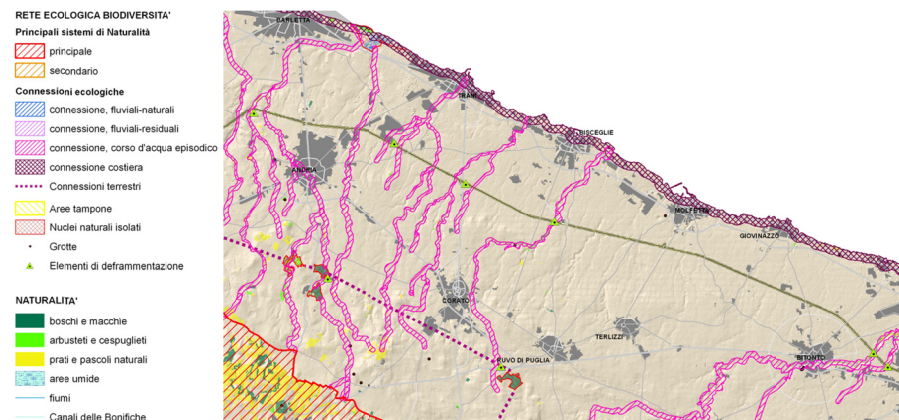 RETE ECOLOGICA BIODIVERSITA'
Principali sistemi di Naturalità
principale
secondario
Connessioni ecologiche
connessione, fluviali-naturali
connessione, fluviali-residuali
connessione, corso d'acqua episodico
connessione costiera
Connessioni terrestri
Aree tampone
Nuclei naturali isolati
Grotte
Elementi di deframmentazione
NATURALITA'
boschi e macchie
arbusteti e cespuglieti
prati e pascoli naturali
aree umide
fiumi
Canali delle Bonifiche
BARLETTA
TRANI
BISCEGLIE
ANDRIA
MOLFETTA
GIOVINAZZO
CORATO
TERLIZZI
RUVO DI PUGLIA
BITONTO